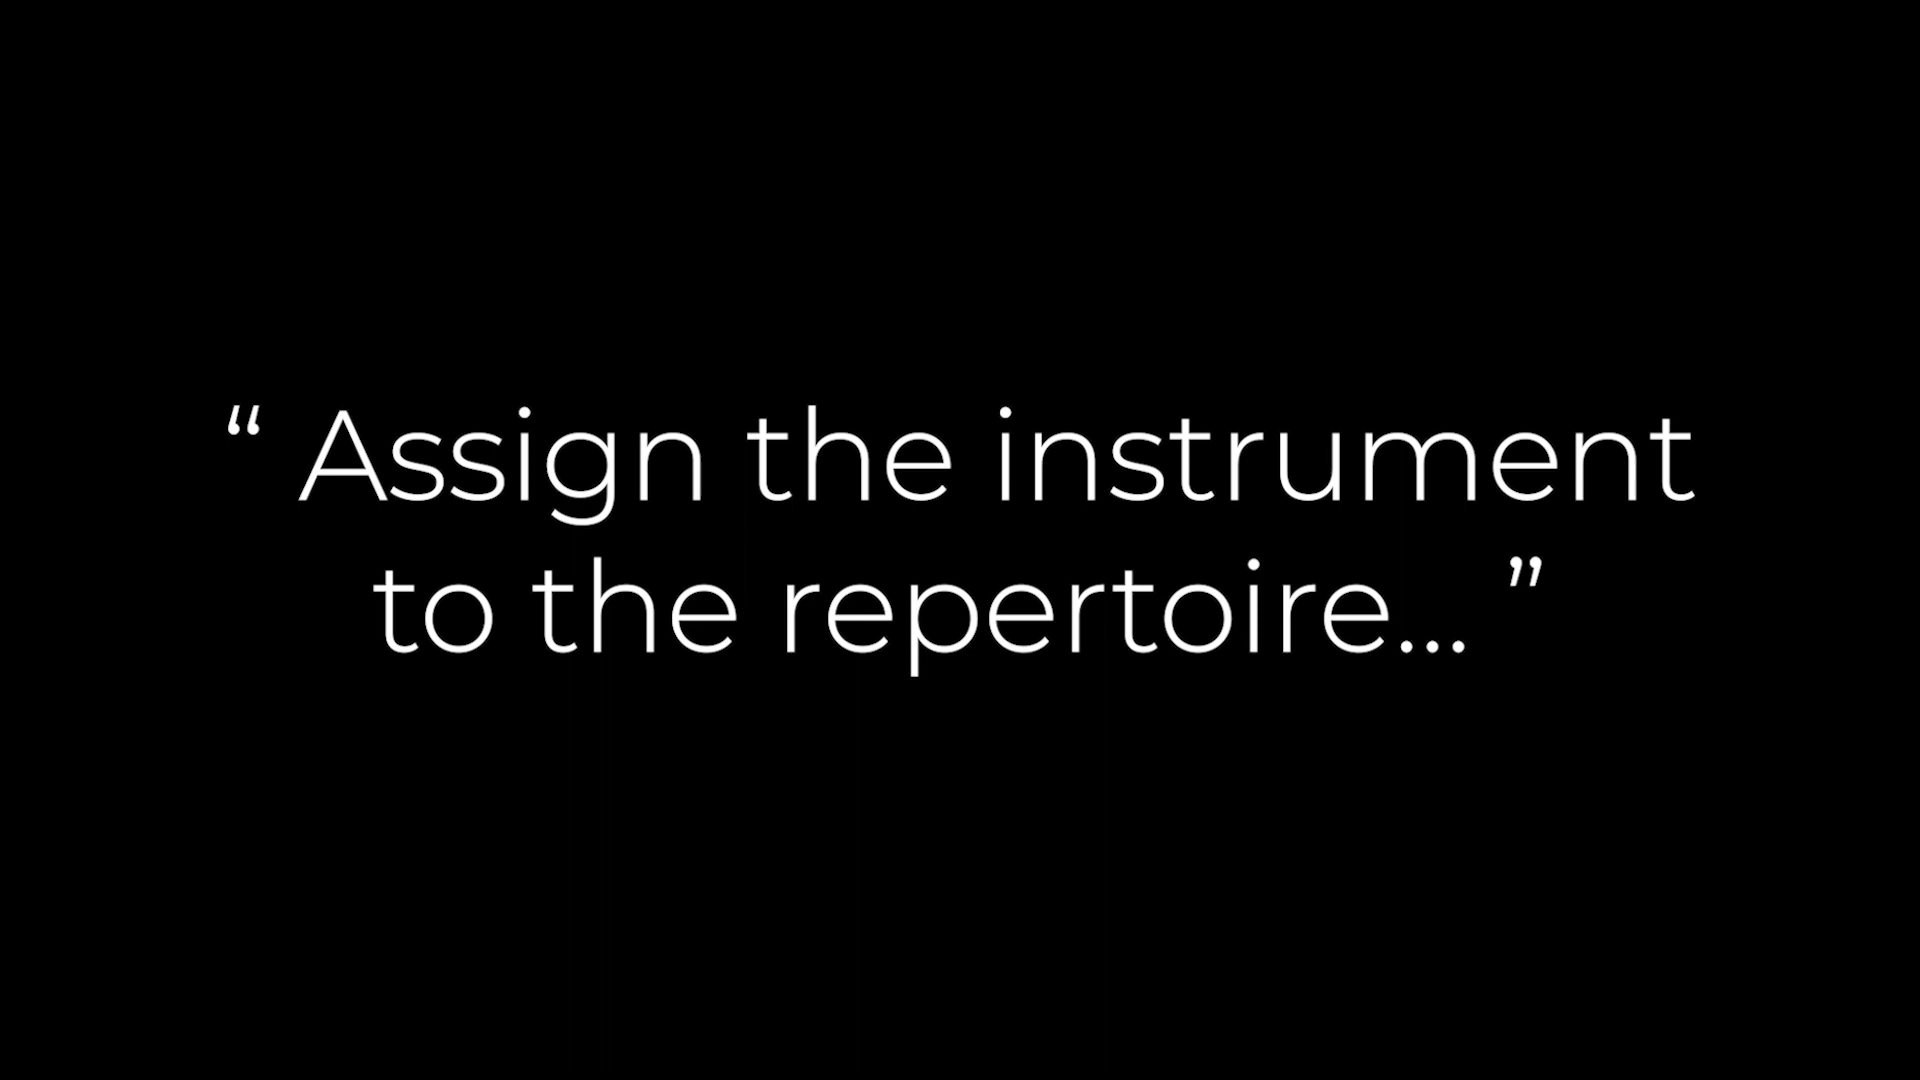 “ Assign the instrument
to the repertoire... ”